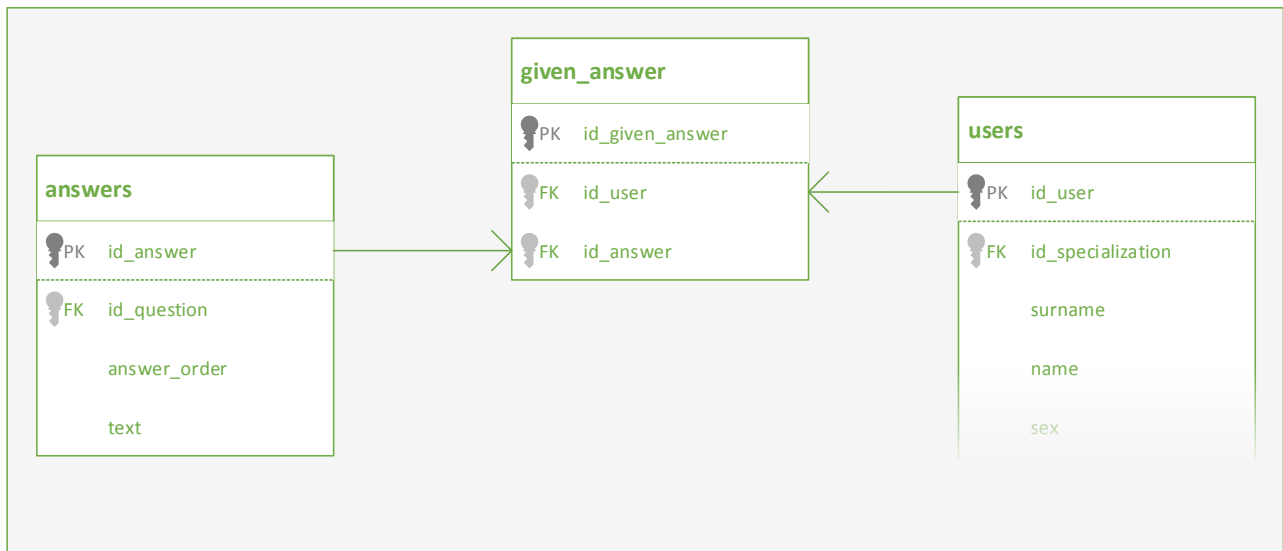 given_answer
PK id_given_answer
FK id_user
FK id_answer
answers
PK id_answer
FK id_question
answer_order
text
users
PK id_user
FK id_specialization
surname
name
sex